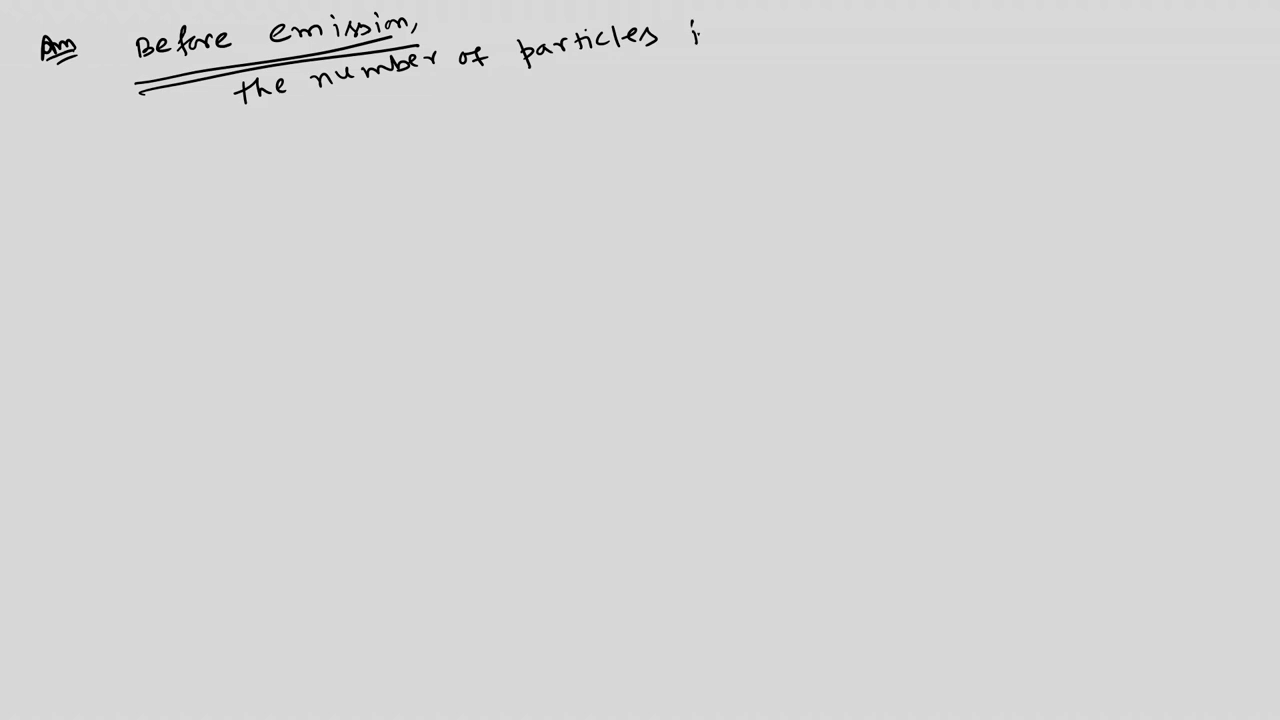 Ans Before emission,
the number of particles i